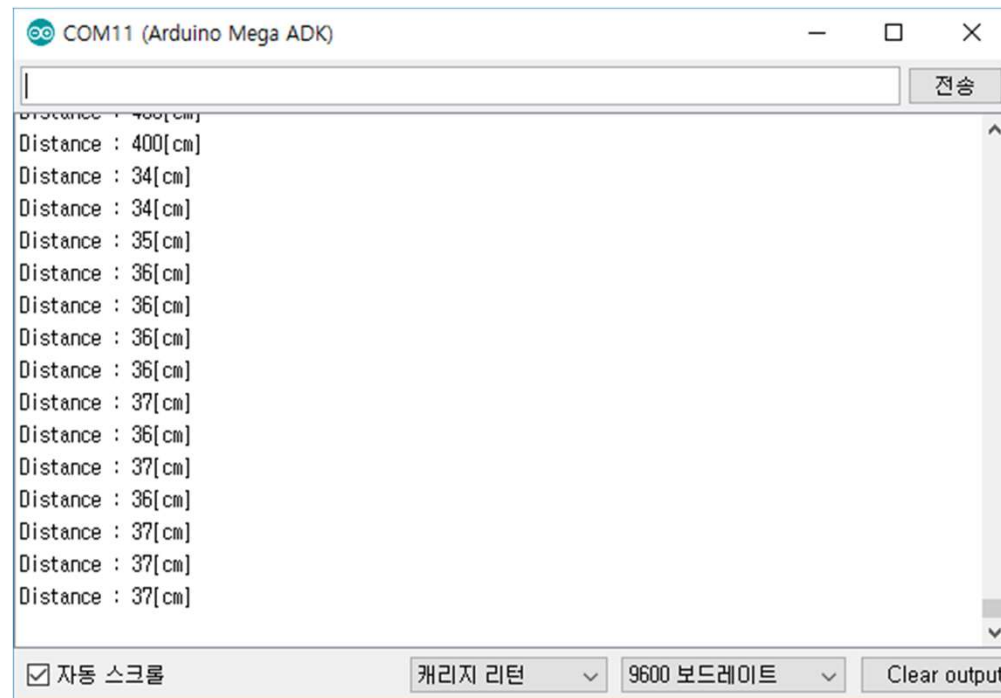 COM11 (Arduino Mega ADK)
전송
Distance : 400[cm]
Distance : 34[cm]
Distance : 34[cm]
Distance : 35[cm]
Distance : 36[cm]
Distance : 36[cm]
Distance : 36[cm]
Distance : 36[cm]
Distance : 37[cm]
Distance : 36[cm]
Distance : 37[cm]
Distance : 36[cm]
Distance : 37[cm]
Distance : 37[cm]
Distance : 37[cm]
자동 스크롤 캐리지 리턴 9600 보드레이트 Clear output